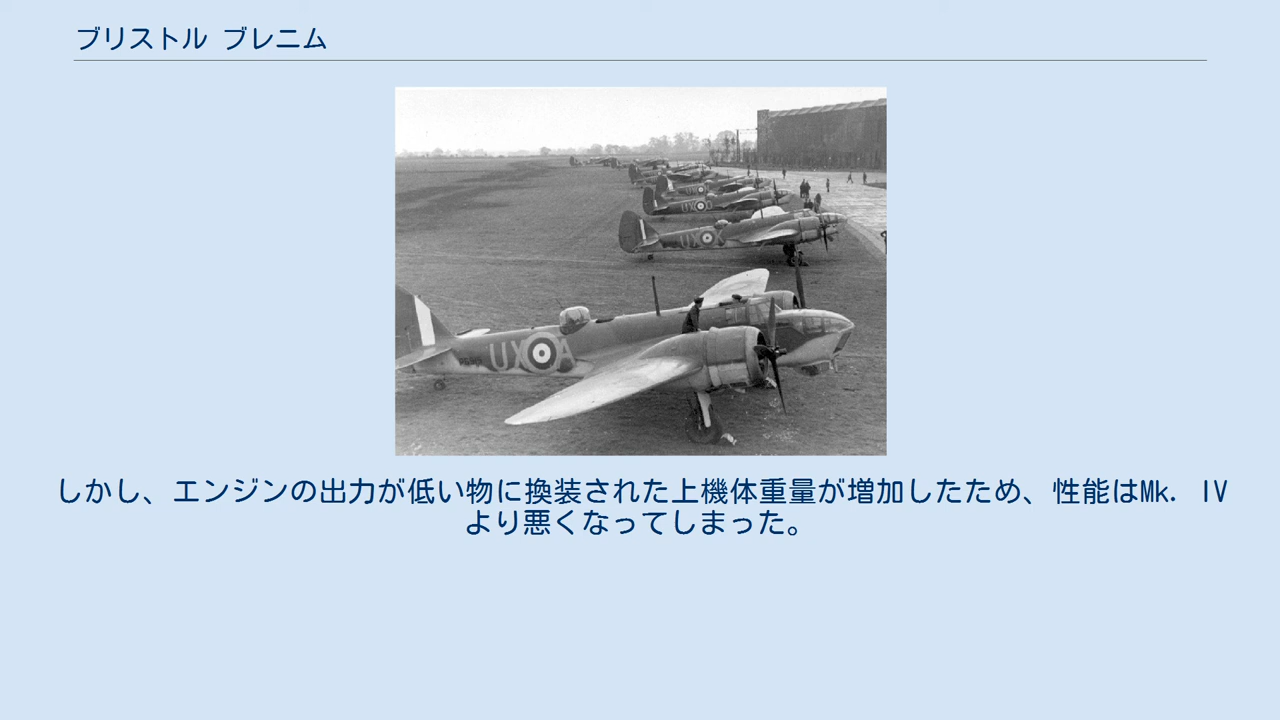 ブリストル ブレニム
UX
UX
UX A
しかし、エンジンの出力が低い物に換装された上機体重量が増加したため、性能はMk. IV
より悪くなってしまった。